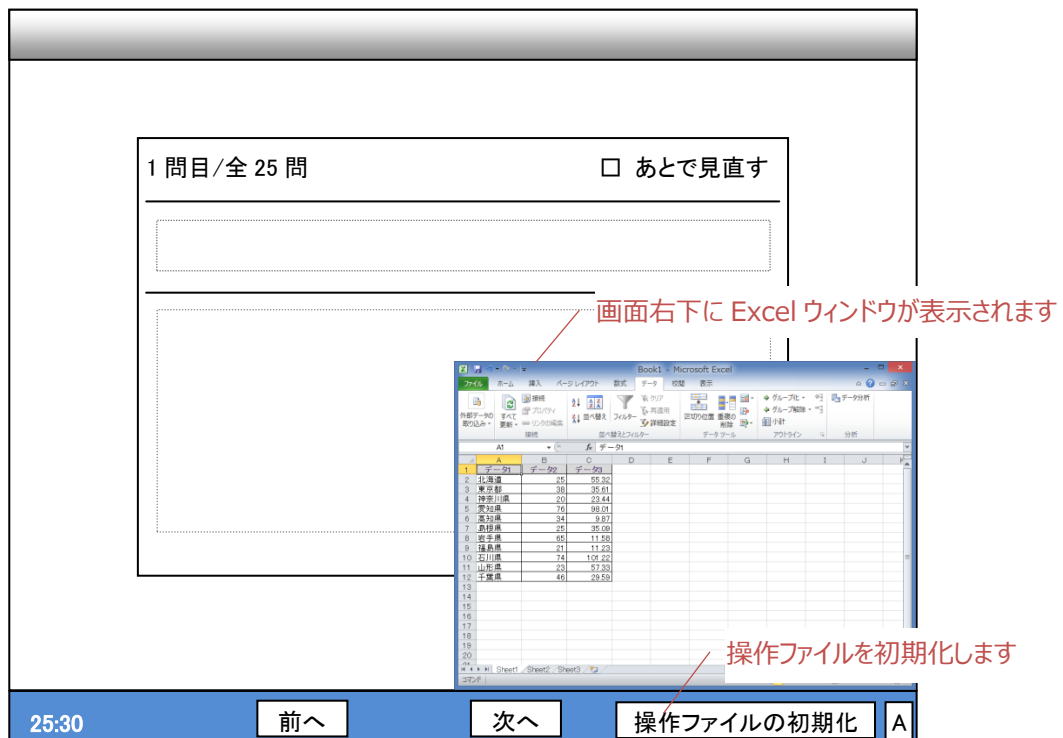 1 問目/全 25 問 □ あとで見直す
画面右下に Excel ウィンドウが表示されます
Book1 - Microsoft Excel
ファイル ホーム 挿入 ページ レイアウト 数式 データ 校閲 表示
外部データの取り込み すべて更新 接続 プロパティ リンクの編集 並べ替え フィルター クリア 再適用 詳細設定 区切り位置 重複の削除 グループ化 グループ解除 小計 データ分析
接続 並べ替えとフィルター データ ツール アウトライン 分析
A1 fx データ1
A B C D E F G H I J K
1 データ1 データ2 データ3
2 北海道 25 55.32
3 東京都 38 35.61
4 神奈川県 20 23.44
5 愛知県 76 98.01
6 高知県 34 9.87
7 島根県 25 35.09
8 岩手県 65 11.58
9 福島県 21 11.23
10 石川県 74 101.22
11 山形県 23 57.33
12 千葉県 46 29.59
13
14
15
16
17
18
19
20
21
Sheet1 Sheet2 Sheet3
コマンド
操作ファイルを初期化します
25:30 前へ 次へ 操作ファイルの初期化 A